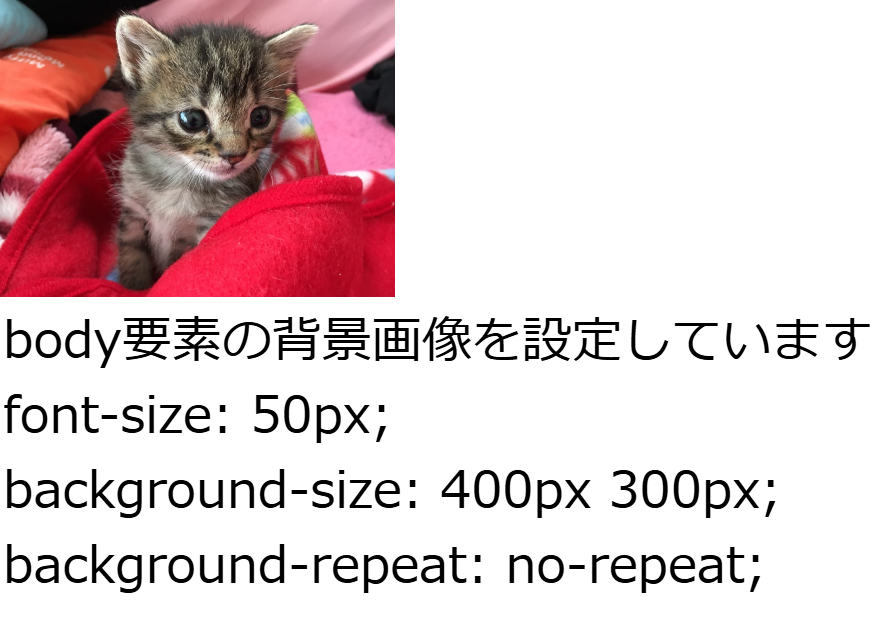 body要素の背景画像を設定しています
font-size: 50px;
background-size: 400px 300px;
background-repeat: no-repeat;